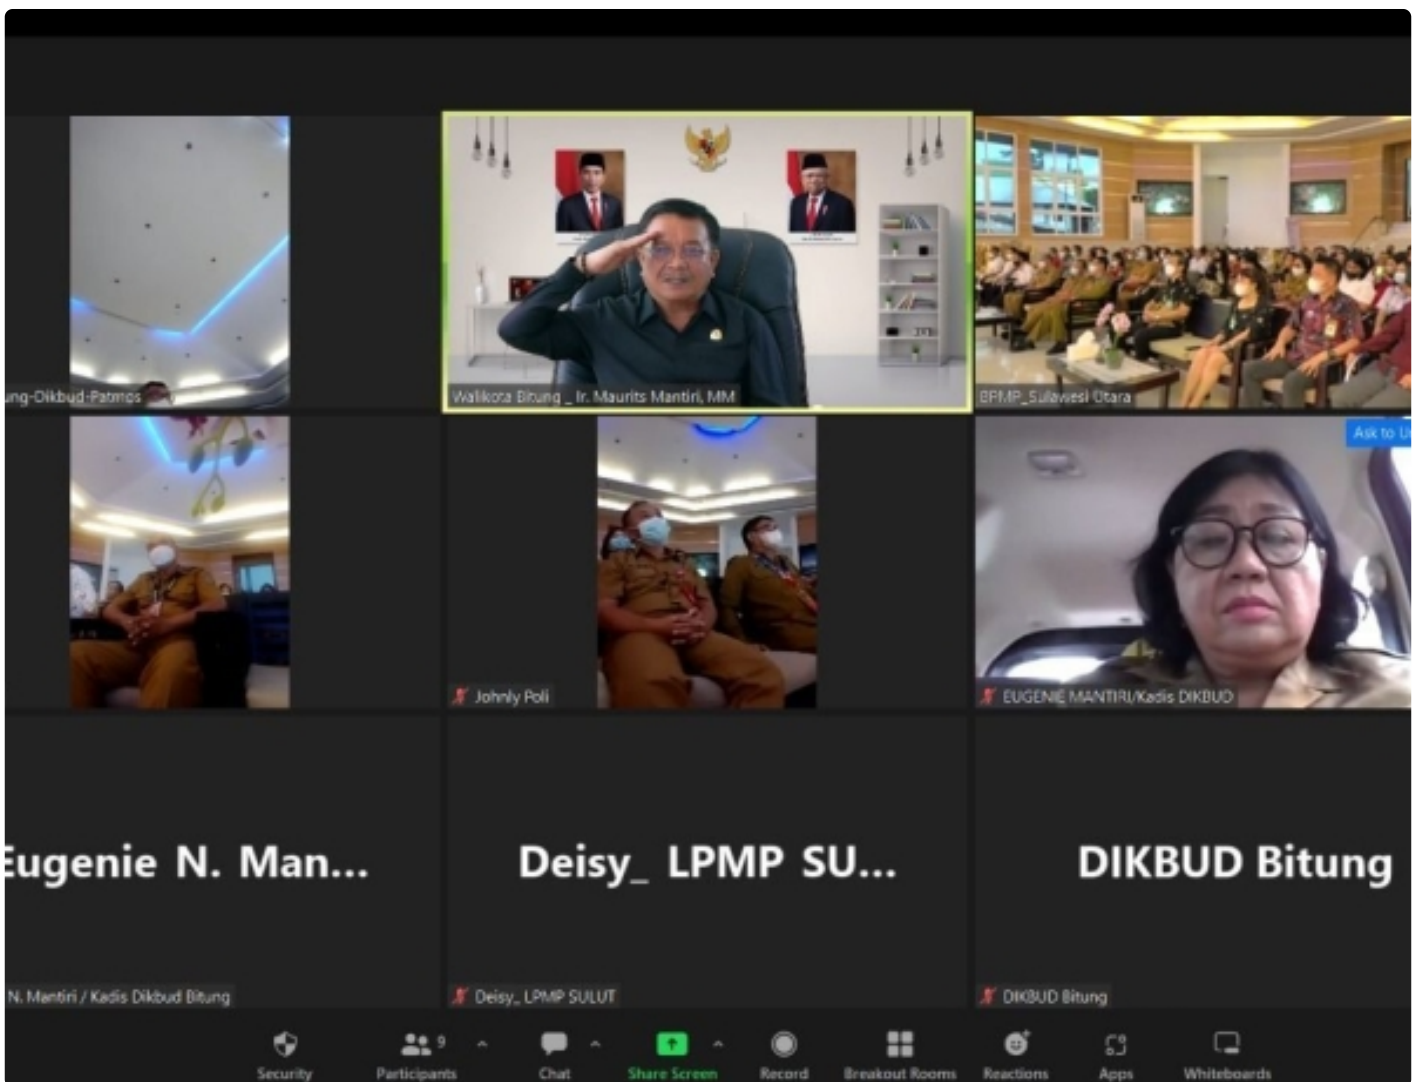 ung-Dikbud-Patmos
Walikota Bitung _ Ir. Maurits Mantiri, MM
BPMP_Sulawesi Utara
Ask to U
Johnly Poli
EUGENIE MANTIRI/Kadis DIKBUD
Eugenie N. Man...
Deisy_ LPMP SU...
DIKBUD Bitung
N. Mantiri / Kadis Dikbud Bitung
Deisy_ LPMP SULUT
DIKBUD Bitung
9
Security
Participants
Chat
Share Screen
Record
Breakout Rooms
Reactions
Apps
Whiteboards